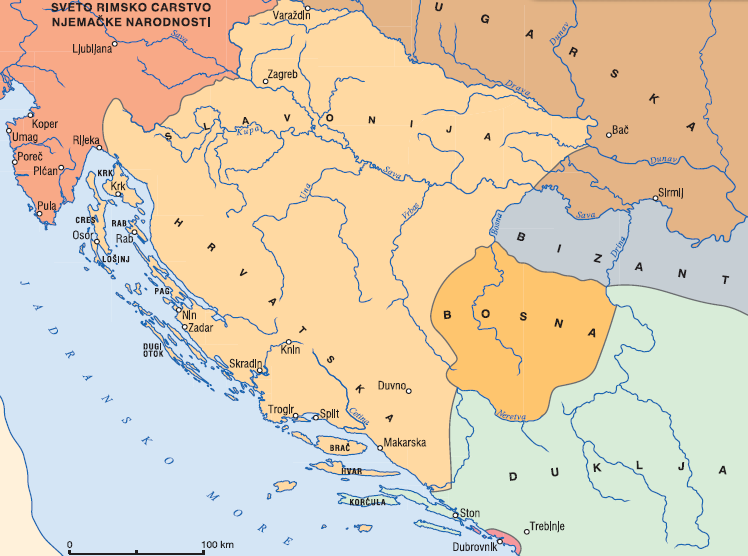 SVETO RIMSKO CARSTVO
NJEMAČKE NARODNOSTI
Varaždin
UGARSKA
Dunav
Ljubljana
Sava
Zagreb
Drava
SLAVONIJA
Kupa
Koper
Umag
Rijeka
Bač
Poreč
Pićan
Dunav
KRK
Krk
Sava
Una
Vrbas
Sirmij
Pula
CRES
RAB
Osor
Rab
HRVATSKA
Bosna
Sava
Drina
BIZANT
LOŠINJ
PAG
Nin
Zadar
BOSNA
JADRANSKO MORE
DUGI
OTOK
Knin
Skradin
Duvno
Trogir
Split
Cetina
Neretva
Makarska
BRAČ
HVAR
DUKLJA
KORČULA
Ston
Trebinje
Dubrovnik
0
100 km